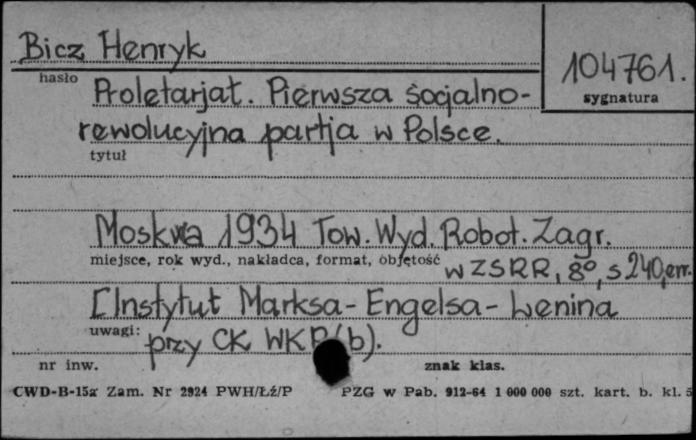 Bicz Henryk
104761.
hasło
sygnatura
Proletarjat. Pierwsza socjalno-
rewolucyjna partja w Polsce.
tytuł
Moskwa 1934 Tow. Wyd. Robot. Zagr.
miejsce, rok wyd., nakładca, format, objętość
w ZSRR, 8°, s 240, err.
[Instytut Marksa-Engelsa-Lenina
uwagi: przy CK WKP(b).
nr inw.
znak klas.
CWD-B-15a Zam. Nr 2924 PWH/Łź/P
PZG w Pab. 912-64 1 000 000 szt. kart. b. kl. 5